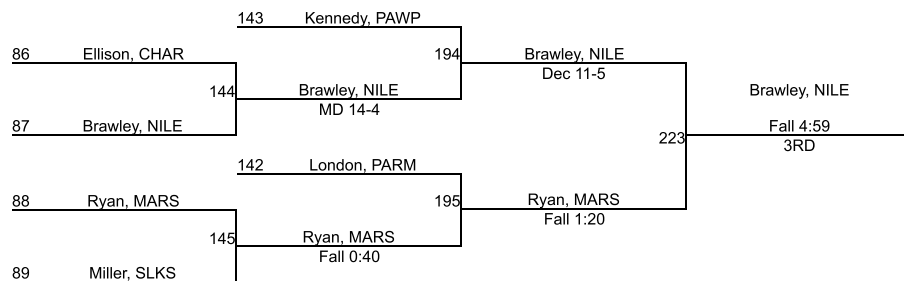 143 Kennedy, PAWP
86 Ellison, CHAR
194 Brawley, NILE
Dec 11-5
144 Brawley, NILE
MD 14-4
Brawley, NILE
87 Brawley, NILE
Fall 4:59
223
3RD
142 London, PARM
88 Ryan, MARS
195 Ryan, MARS
Fall 1:20
145 Ryan, MARS
Fall 0:40
89 Miller, SLKS